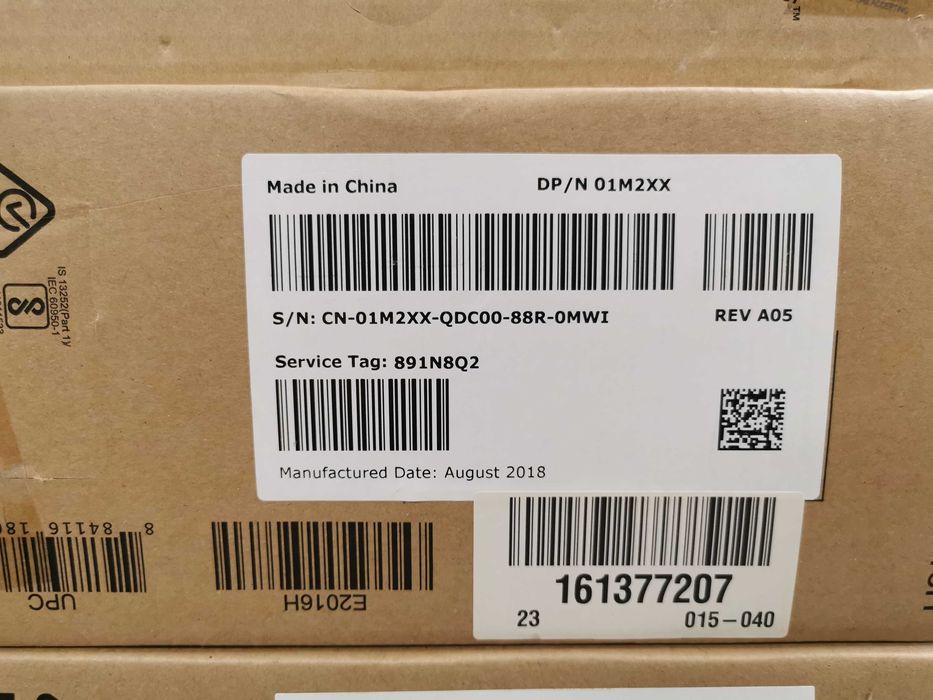 TM
Made in China
DP/N 01M2XX
S/N: CN-01M2XX-QDC00-88R-0MWI
REV A05
Service Tag: 891N8Q2
Manufactured Date: August 2018
IS 13252(Part 1)/
IEC 60950-1
8 84116 18
UPC
E2016H
161377207
23
015-040